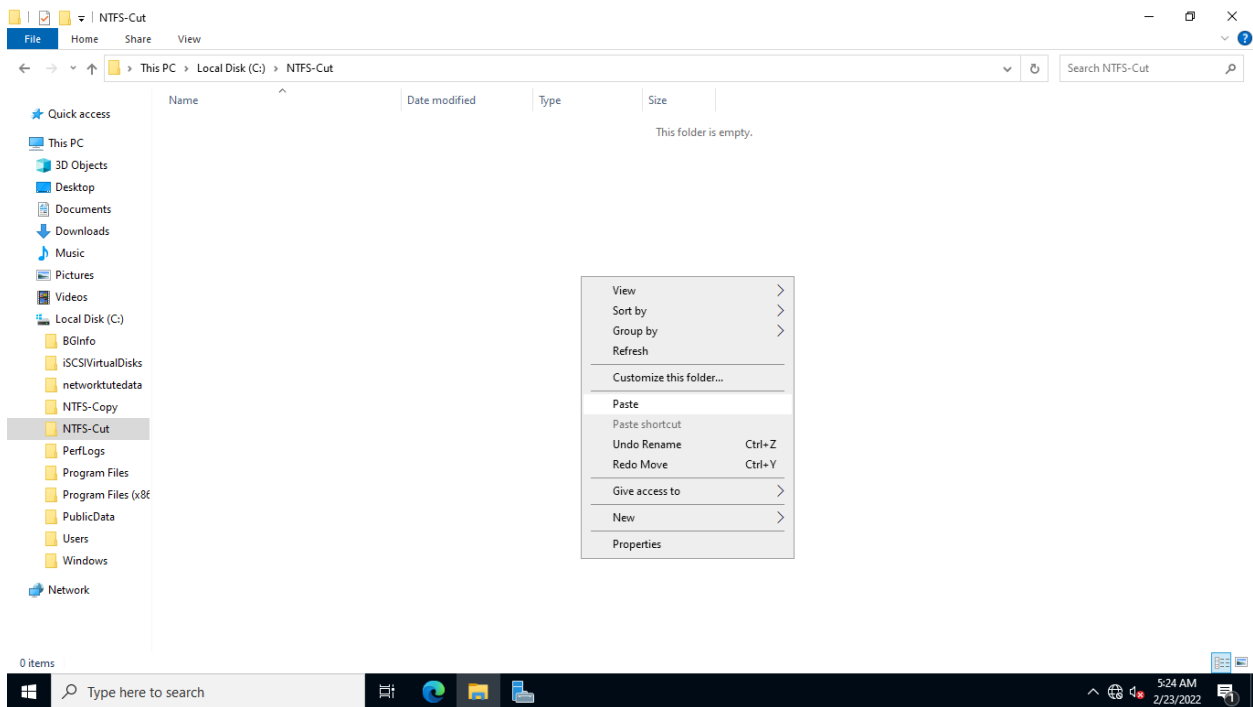 NTFS-Cut
File Home Share View
This PC > Local Disk (C:) > NTFS-Cut
Search NTFS-Cut
Name Date modified Type Size
This folder is empty.
Quick access
This PC
3D Objects
Desktop
Documents
Downloads
Music
Pictures
Videos
Local Disk (C:)
BGInfo
iSCSIVirtualDisks
networktutedata
NTFS-Copy
NTFS-Cut
PerfLogs
Program Files
Program Files (x86
PublicData
Users
Windows
Network
View
Sort by
Group by
Refresh
Customize this folder...
Paste
Paste shortcut
Undo Rename Ctrl+Z
Redo Move Ctrl+Y
Give access to
New
Properties
0 items
Type here to search
5:24 AM
2/23/2022
1